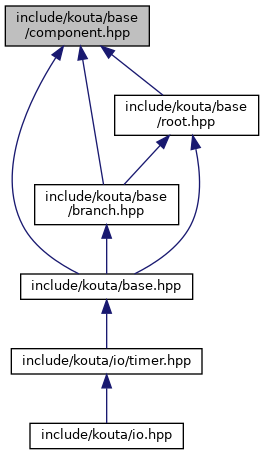 include/kouta/base
/component.hpp
include/kouta/base
/root.hpp
include/kouta/base
/branch.hpp
include/kouta/base.hpp
include/kouta/io/timer.hpp
include/kouta/io.hpp